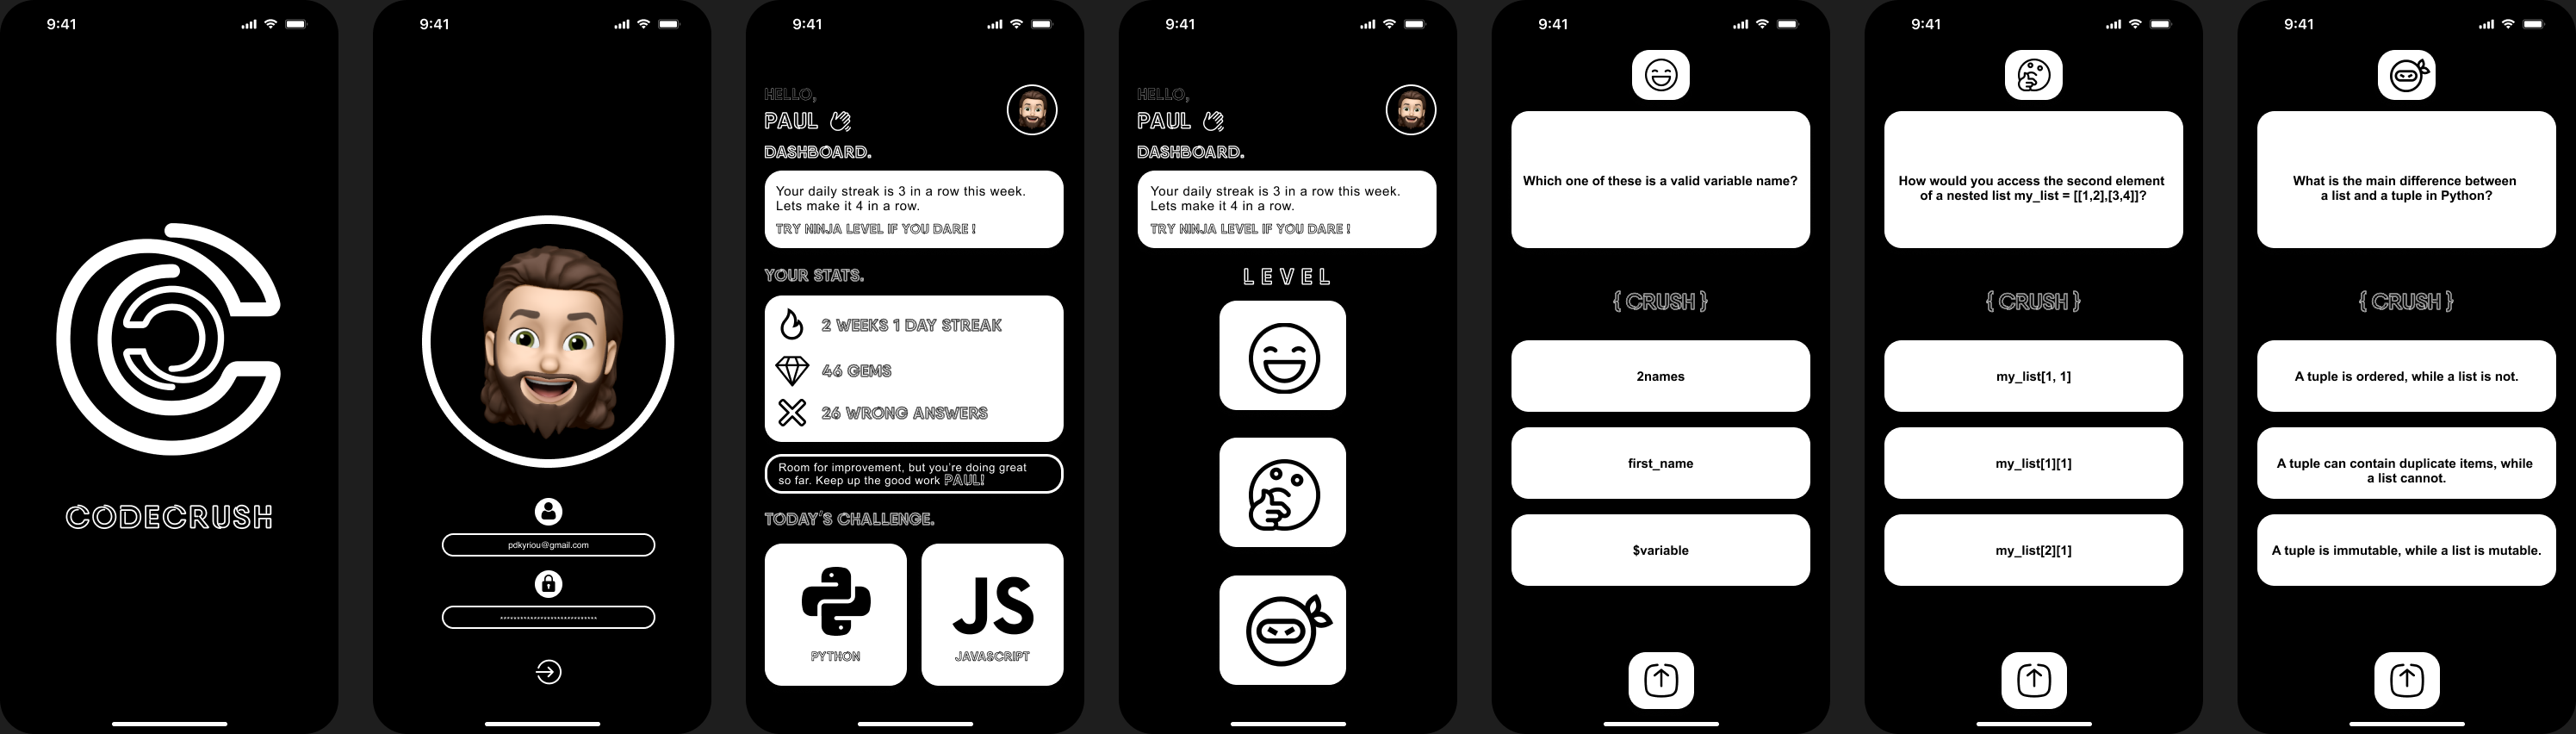 9:41
CODECRUSH
9:41
pdkyriou@gmail.com
9:41
HELLO,
PAUL
DASHBOARD.
Your daily streak is 3 in a row this week.
Lets make it 4 in a row.
TRY NINJA LEVEL IF YOU DARE !
YOUR STATS.
2 WEEKS 1 DAY STREAK
46 GEMS
26 WRONG ANSWERS
Room for improvement, but you’re doing great
so far. Keep up the good work PAUL!
TODAY’S CHALLENGE.
PYTHON
JS
JAVASCRIPT
9:41
HELLO,
PAUL
DASHBOARD.
Your daily streak is 3 in a row this week.
Lets make it 4 in a row.
TRY NINJA LEVEL IF YOU DARE !
LEVEL
9:41
Which one of these is a valid variable name?
{ CRUSH }
2names
first_name
$variable
9:41
How would you access the second element
of a nested list my_list = [[1,2],[3,4]]?
{ CRUSH }
my_list[1, 1]
my_list[1][1]
my_list[2][1]
9:41
What is the main difference between
a list and a tuple in Python?
{ CRUSH }
A tuple is ordered, while a list is not.
A tuple can contain duplicate items, while
a list cannot.
A tuple is immutable, while a list is mutable.